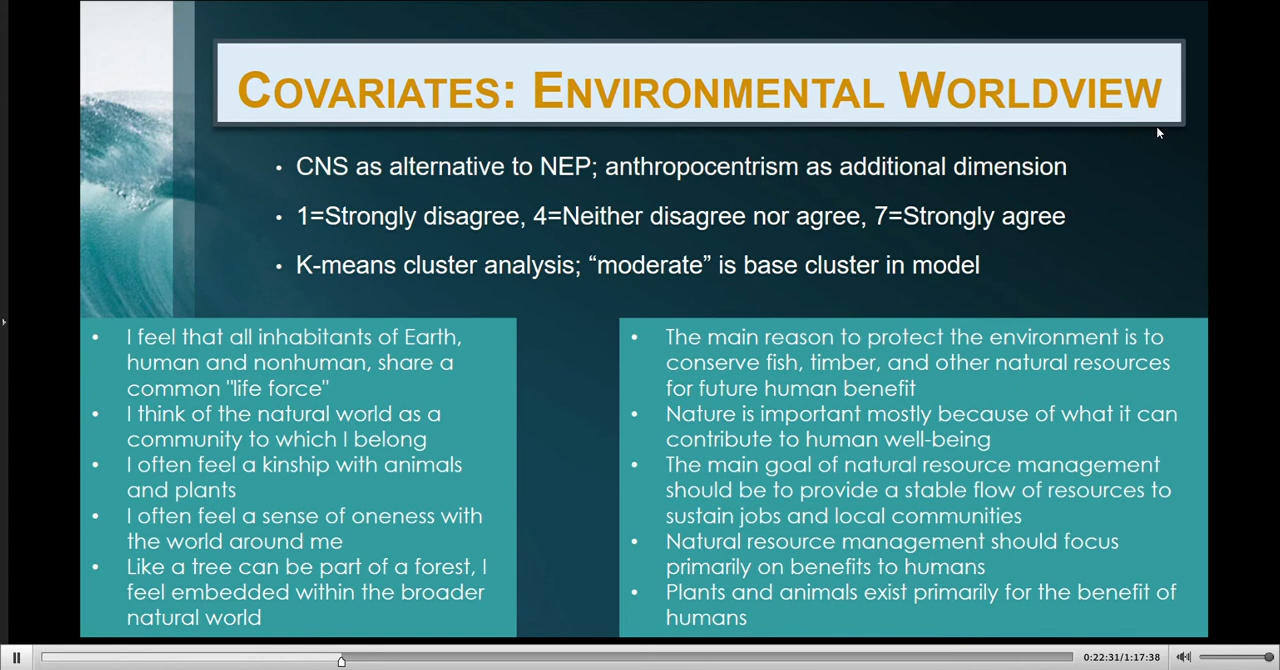 COVARIATES: ENVIRONMENTAL WORLDVIEW
• CNS as alternative to NEP; anthropocentrism as additional dimension
• 1=Strongly disagree, 4=Neither disagree nor agree, 7=Strongly agree
• K-means cluster analysis; “moderate” is base cluster in model
• I feel that all inhabitants of Earth,
human and nonhuman, share a
common "life force"
• I think of the natural world as a
community to which I belong
• I often feel a kinship with animals
and plants
• I often feel a sense of oneness with
the world around me
• Like a tree can be part of a forest, I
feel embedded within the broader
natural world
• The main reason to protect the environment is to
conserve fish, timber, and other natural resources
for future human benefit
• Nature is important mostly because of what it can
contribute to human well-being
• The main goal of natural resource management
should be to provide a stable flow of resources to
sustain jobs and local communities
• Natural resource management should focus
primarily on benefits to humans
• Plants and animals exist primarily for the benefit of
humans
0:22:31/1:17:38